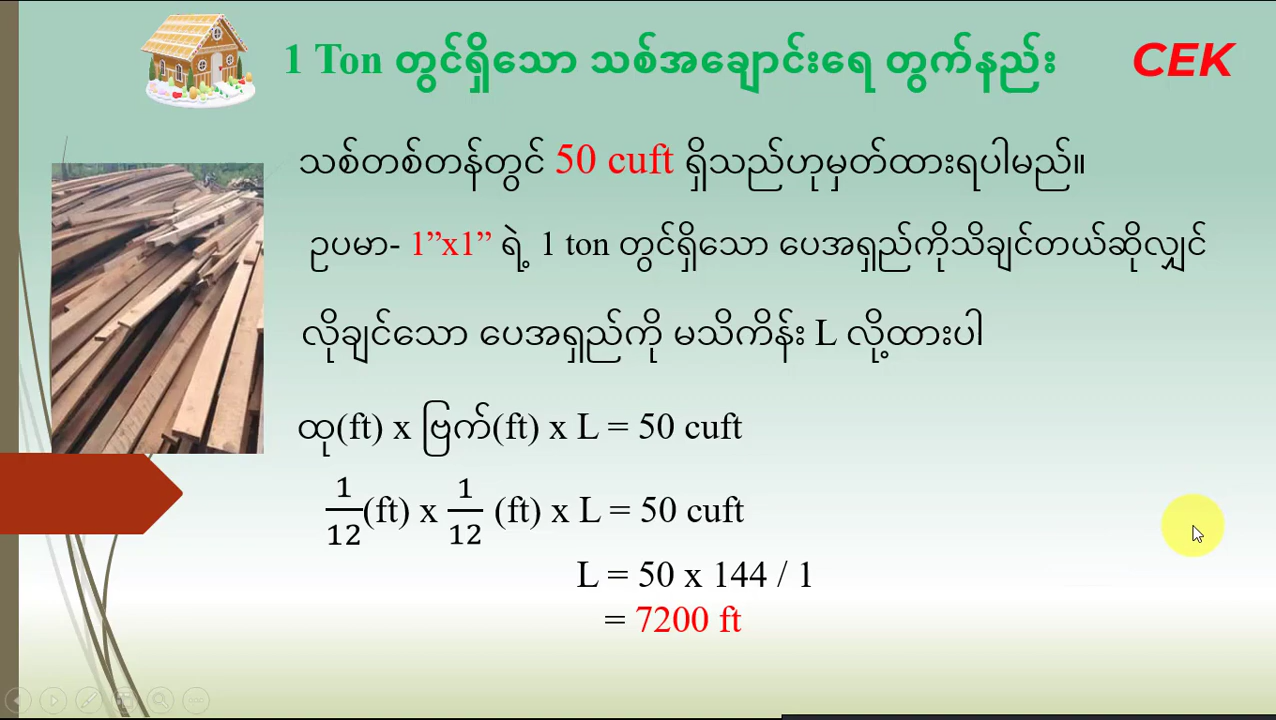 1 Ton တွင်ရှိသော သစ်အချောင်းရေ တွက်နည်း
CEK
သစ်တစ်တန်တွင် 50 cuft ရှိသည်ဟုမှတ်ထားရပါမည်။
ဥပမာ- 1”x1” ရဲ့ 1 ton တွင်ရှိသော ပေအရှည်ကိုသိချင်တယ်ဆိုလျှင်
လိုချင်သော ပေအရှည်ကို မသိကိန်း L လို့ထားပါ
ထု(ft) x ဗြက်(ft) x L = 50 cuft
1/12(ft) x 1/12 (ft) x L = 50 cuft
L = 50 x 144 / 1
= 7200 ft